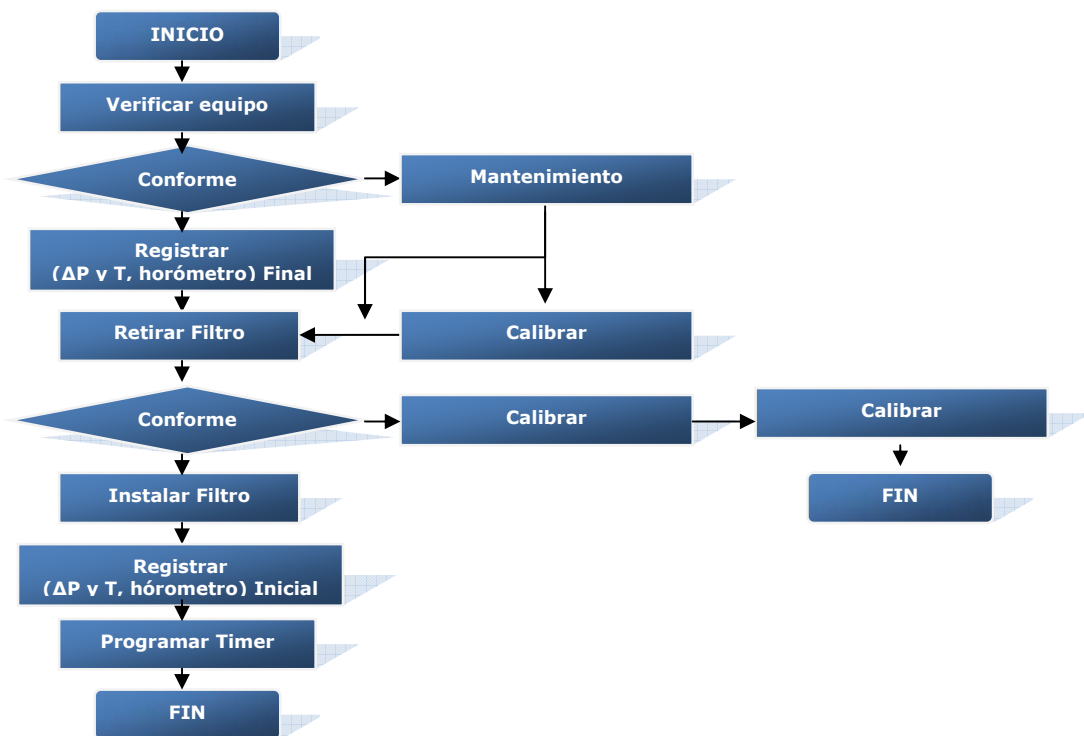 INICIO
Verificar equipo
Conforme
Mantenimiento
Registrar
(ΔP y T, horómetro) Final
Retirar Filtro
Calibrar
Conforme
Calibrar
Calibrar
Instalar Filtro
FIN
Registrar
(ΔP y T, hórometro) Inicial
Programar Timer
FIN